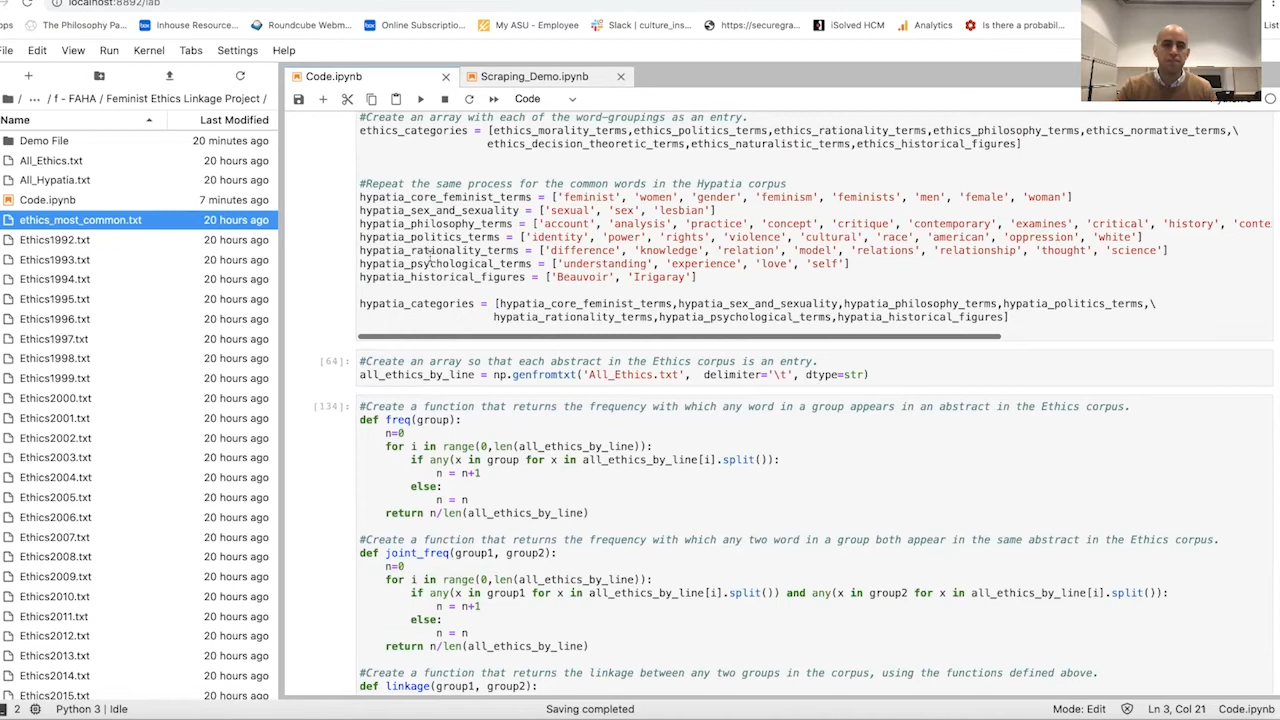 localhost:8892/lab
The Philosophy Pa...
Inhouse Resource...
Roundcube Webm...
Online Subscriptio...
My ASU - Employee
Slack | culture_ins...
https://securegra...
iSolved HCM
Analytics
Is there a probabil...
List
File Edit View Run Kernel Tabs Settings Help
Code.ipynb
Scraping_Demo.ipynb
Code
/ ... / f - FAHA / Feminist Ethics Linkage Project /
Name Last Modified
Demo File 20 minutes ago
All_Ethics.txt 20 hours ago
All_Hypatia.txt 20 hours ago
Code.ipynb 7 minutes ago
ethics_most_common.txt 20 hours ago
Ethics1992.txt 20 hours ago
Ethics1993.txt 20 hours ago
Ethics1994.txt 20 hours ago
Ethics1995.txt 20 hours ago
Ethics1996.txt 20 hours ago
Ethics1997.txt 20 hours ago
Ethics1998.txt 20 hours ago
Ethics1999.txt 20 hours ago
Ethics2000.txt 20 hours ago
Ethics2001.txt 20 hours ago
Ethics2002.txt 20 hours ago
Ethics2003.txt 20 hours ago
Ethics2004.txt 20 hours ago
Ethics2005.txt 20 hours ago
Ethics2006.txt 20 hours ago
Ethics2007.txt 20 hours ago
Ethics2008.txt 20 hours ago
Ethics2009.txt 20 hours ago
Ethics2010.txt 20 hours ago
Ethics2011.txt 20 hours ago
Ethics2012.txt 20 hours ago
Ethics2013.txt 20 hours ago
Ethics2014.txt 20 hours ago
Ethics2015.txt 20 hours ago
#Create an array with each of the word-groupings as an entry.
ethics_categories = [ethics_morality_terms,ethics_politics_terms,ethics_rationality_terms,ethics_philosophy_terms,ethics_normative_terms,\
ethics_decision_theoretic_terms,ethics_naturalistic_terms,ethics_historical_figures]
#Repeat the same process for the common words in the Hypatia corpus
hypatia_core_feminist_terms = ['feminist', 'women', 'gender', 'feminism', 'feminists', 'men', 'female', 'woman']
hypatia_sex_and_sexuality = ['sexual', 'sex', 'lesbian']
hypatia_philosophy_terms = ['account', 'analysis', 'practice', 'concept', 'critique', 'contemporary', 'examines', 'critical', 'history', 'conte
hypatia_politics_terms = ['identity', 'power', 'rights', 'violence', 'cultural', 'race', 'american', 'oppression', 'white']
hypatia_rationality_terms = ['difference', 'knowledge', 'relation', 'model', 'relations', 'relationship', 'thought', 'science']
hypatia_psychological_terms = ['understanding', 'experience', 'love', 'self']
hypatia_historical_figures = ['Beauvoir', 'Irigaray']
hypatia_categories = [hypatia_core_feminist_terms,hypatia_sex_and_sexuality,hypatia_philosophy_terms,hypatia_politics_terms,\
hypatia_rationality_terms,hypatia_psychological_terms,hypatia_historical_figures]
[64]: #Create an array so that each abstract in the Ethics corpus is an entry.
all_ethics_by_line = np.genfromtxt('All_Ethics.txt', delimiter='\t', dtype=str)
[134]: #Create a function that returns the frequency with which any word in a group appears in an abstract in the Ethics corpus.
def freq(group):
n=0
for i in range(0,len(all_ethics_by_line)):
if any(x in group for x in all_ethics_by_line[i].split()):
n = n+1
else:
n = n
return n/len(all_ethics_by_line)
#Create a function that returns the frequency with which any two word in a group both appear in the same abstract in the Ethics corpus.
def joint_freq(group1, group2):
n=0
for i in range(0,len(all_ethics_by_line)):
if any(x in group1 for x in all_ethics_by_line[i].split()) and any(x in group2 for x in all_ethics_by_line[i].split()):
n = n+1
else:
n = n
return n/len(all_ethics_by_line)
#Create a function that returns the linkage between any two groups in the corpus, using the functions defined above.
def linkage(group1, group2):
2 Python 3 | Idle Saving completed Mode: Edit Ln 3, Col 21 Code.ipynb